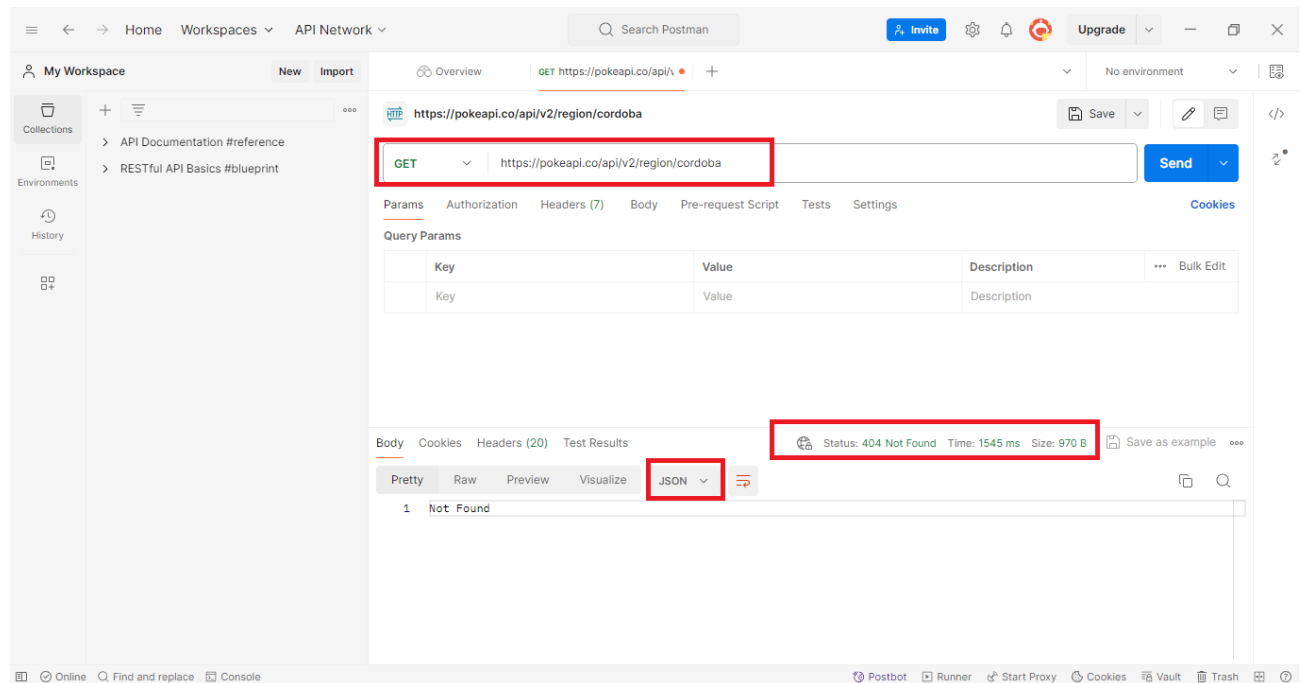 Home Workspaces API Network Search Postman Invite Upgrade
My Workspace New Import Overview GET https://pokeapi.co/api/v No environment
Collections
Environments
History
API Documentation #reference
RESTful API Basics #blueprint
HTTP https://pokeapi.co/api/v2/region/cordoba Save
GET https://pokeapi.co/api/v2/region/cordoba Send
Params Authorization Headers (7) Body Pre-request Script Tests Settings Cookies
Query Params
Key Value Description Bulk Edit
Key Value Description
Body Cookies Headers (20) Test Results Status: 404 Not Found Time: 1545 ms Size: 970 B Save as example
Pretty Raw Preview Visualize JSON
1 Not Found
Online Find and replace Console Postbot Runner Start Proxy Cookies Vault Trash